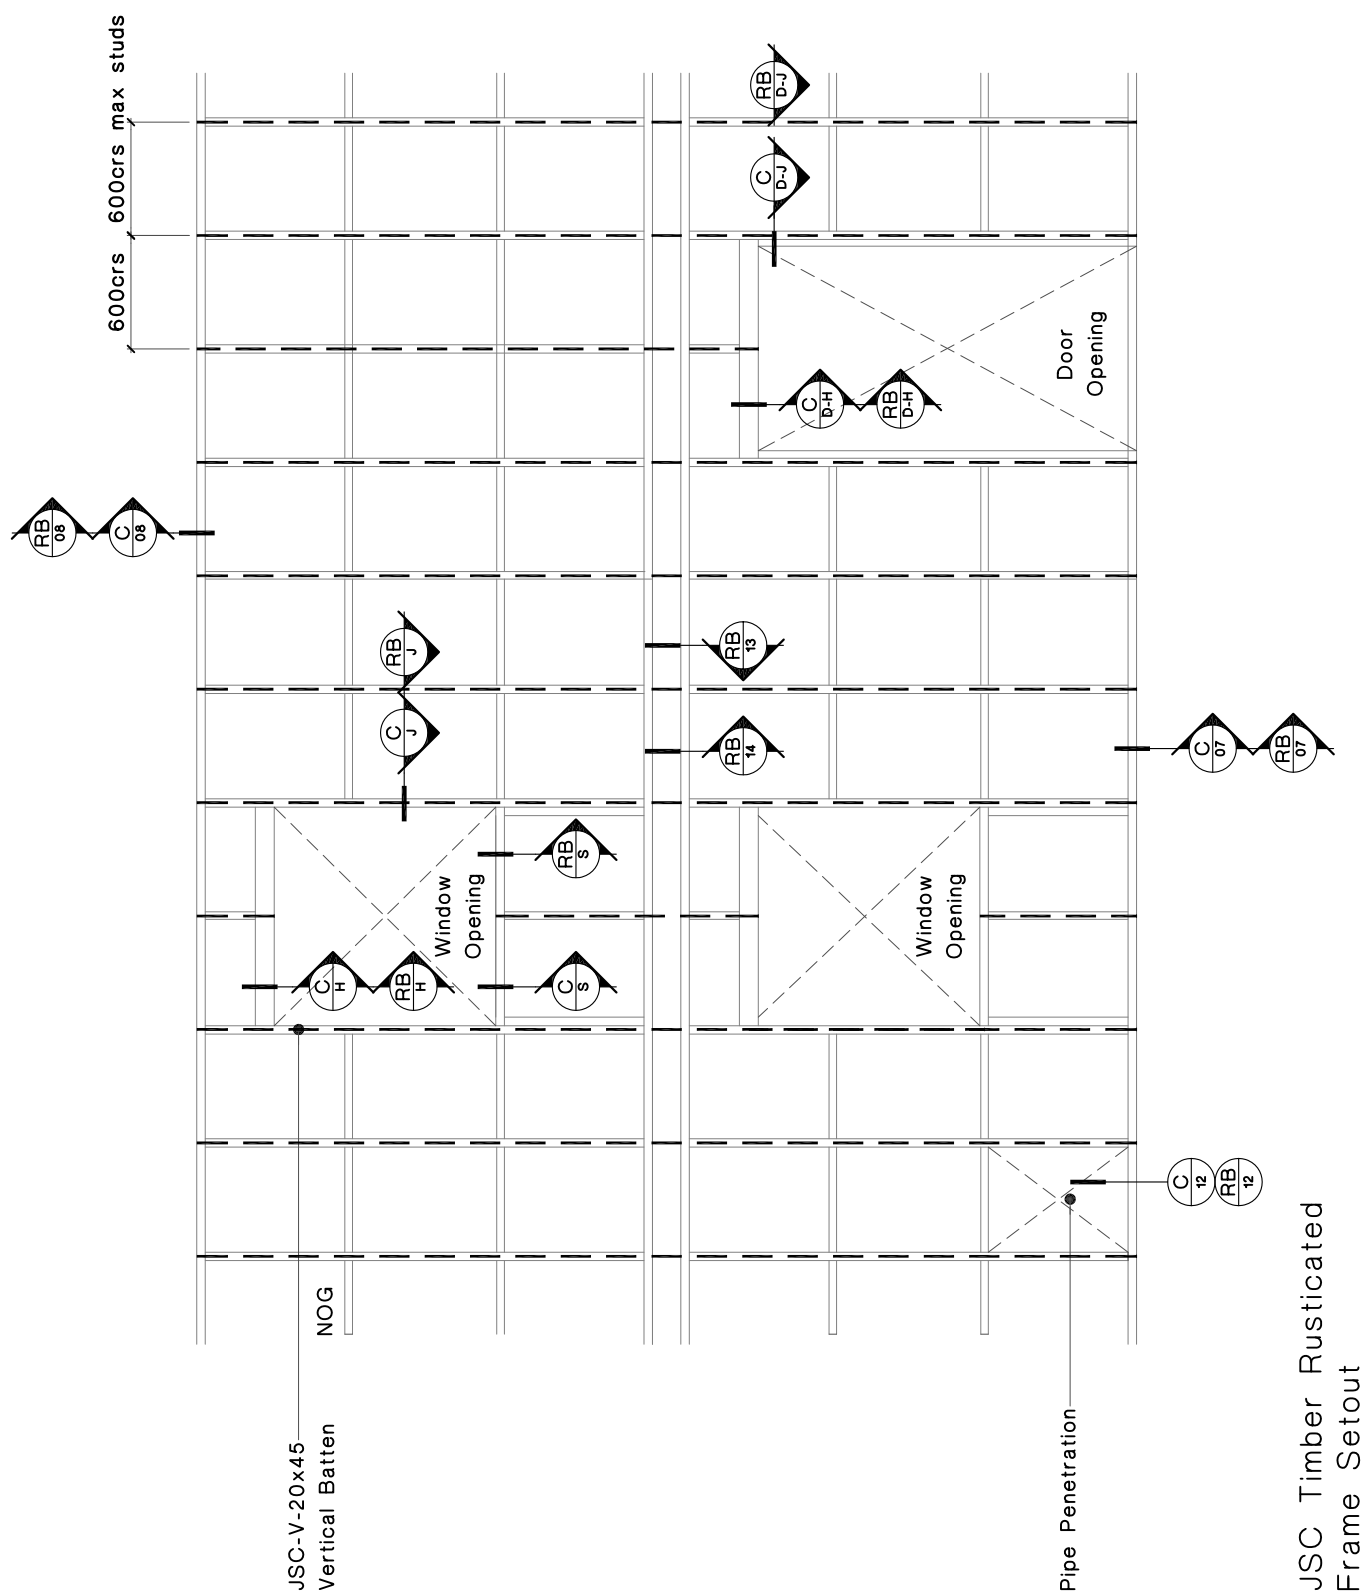 600crs
600crs max studs
RB
08
C
08
JSC-V-20x45
Vertical Batten
NOG
C
H
RB
H
Window
Opening
C
J
RB
J
C
S
RB
S
RB
14
RB
13
C
D-J
RB
D-J
C
D-H
RB
D-H
Window
Opening
Door
Opening
Pipe Penetration
C
12
RB
12
C
07
RB
07
JSC Timber Rusticated
Frame Setout